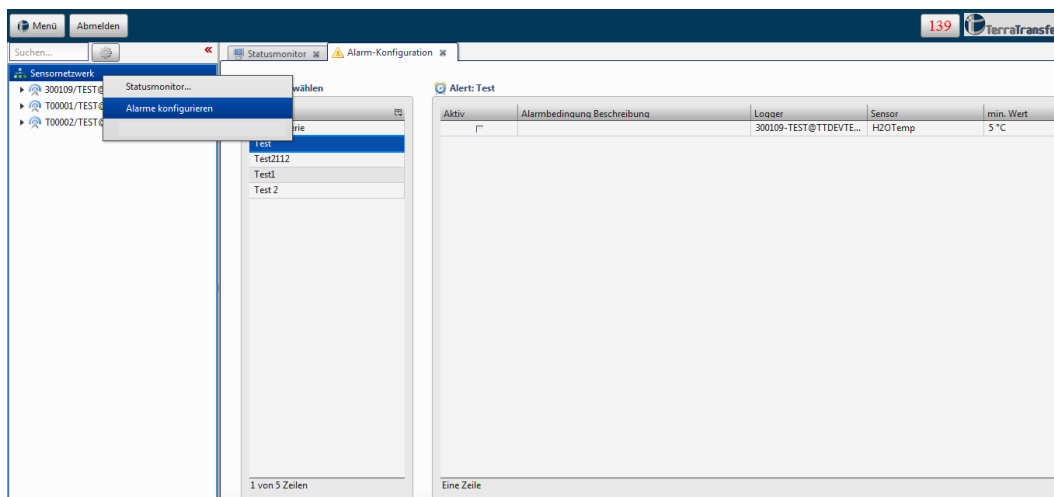 Menü Abmelden 139 TerraTransfe
Suchen... « Statusmonitor Alarm-Konfiguration
Sensornetzwerk
300109/TEST@
T00001/TEST@
T00002/TEST@
Statusmonitor...
Alarme konfigurieren
wählen
erie
Test
Test2112
Test1
Test 2
1 von 5 Zeilen
Alert: Test
Aktiv Alarmbedingung Beschreibung Logger Sensor min. Wert
300109-TEST@TTDEVTE... H2OTemp 5 °C
Eine Zeile